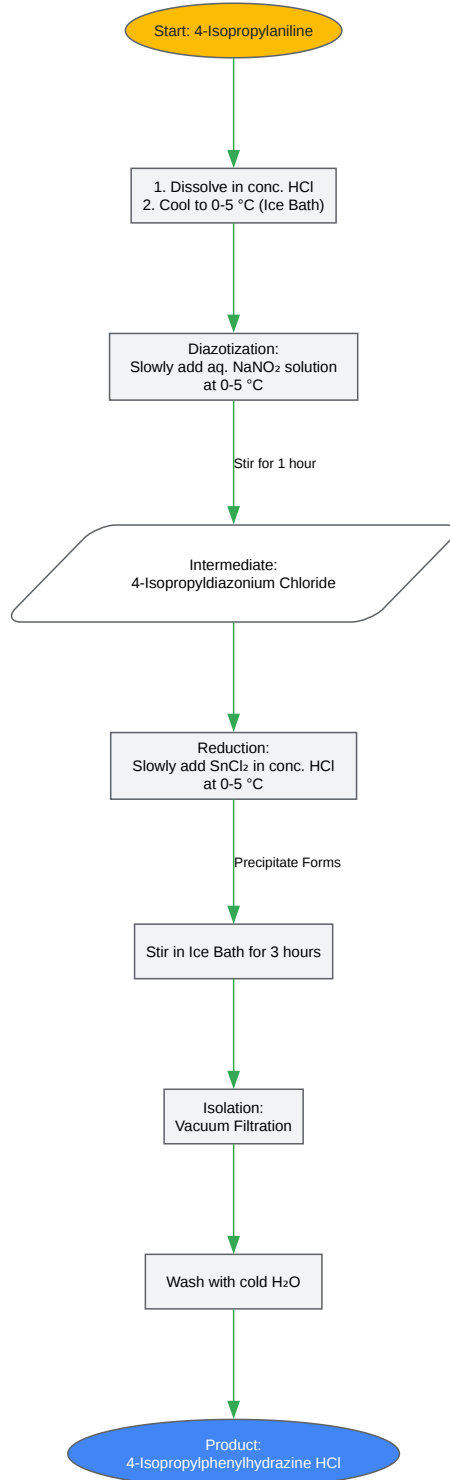 Start: 4-Isopropylaniline
1. Dissolve in conc. HCl
2. Cool to 0-5 °C (Ice Bath)
Diazotization:
Slowly add aq. NaNO₂ solution
at 0-5 °C
Stir for 1 hour
Intermediate:
4-Isopropyldiazonium Chloride
Reduction:
Slowly add SnCl₂ in conc. HCl
at 0-5 °C
Precipitate Forms
Stir in Ice Bath for 3 hours
Isolation:
Vacuum Filtration
Wash with cold H₂O
Product:
4-Isopropylphenylhydrazine HCl